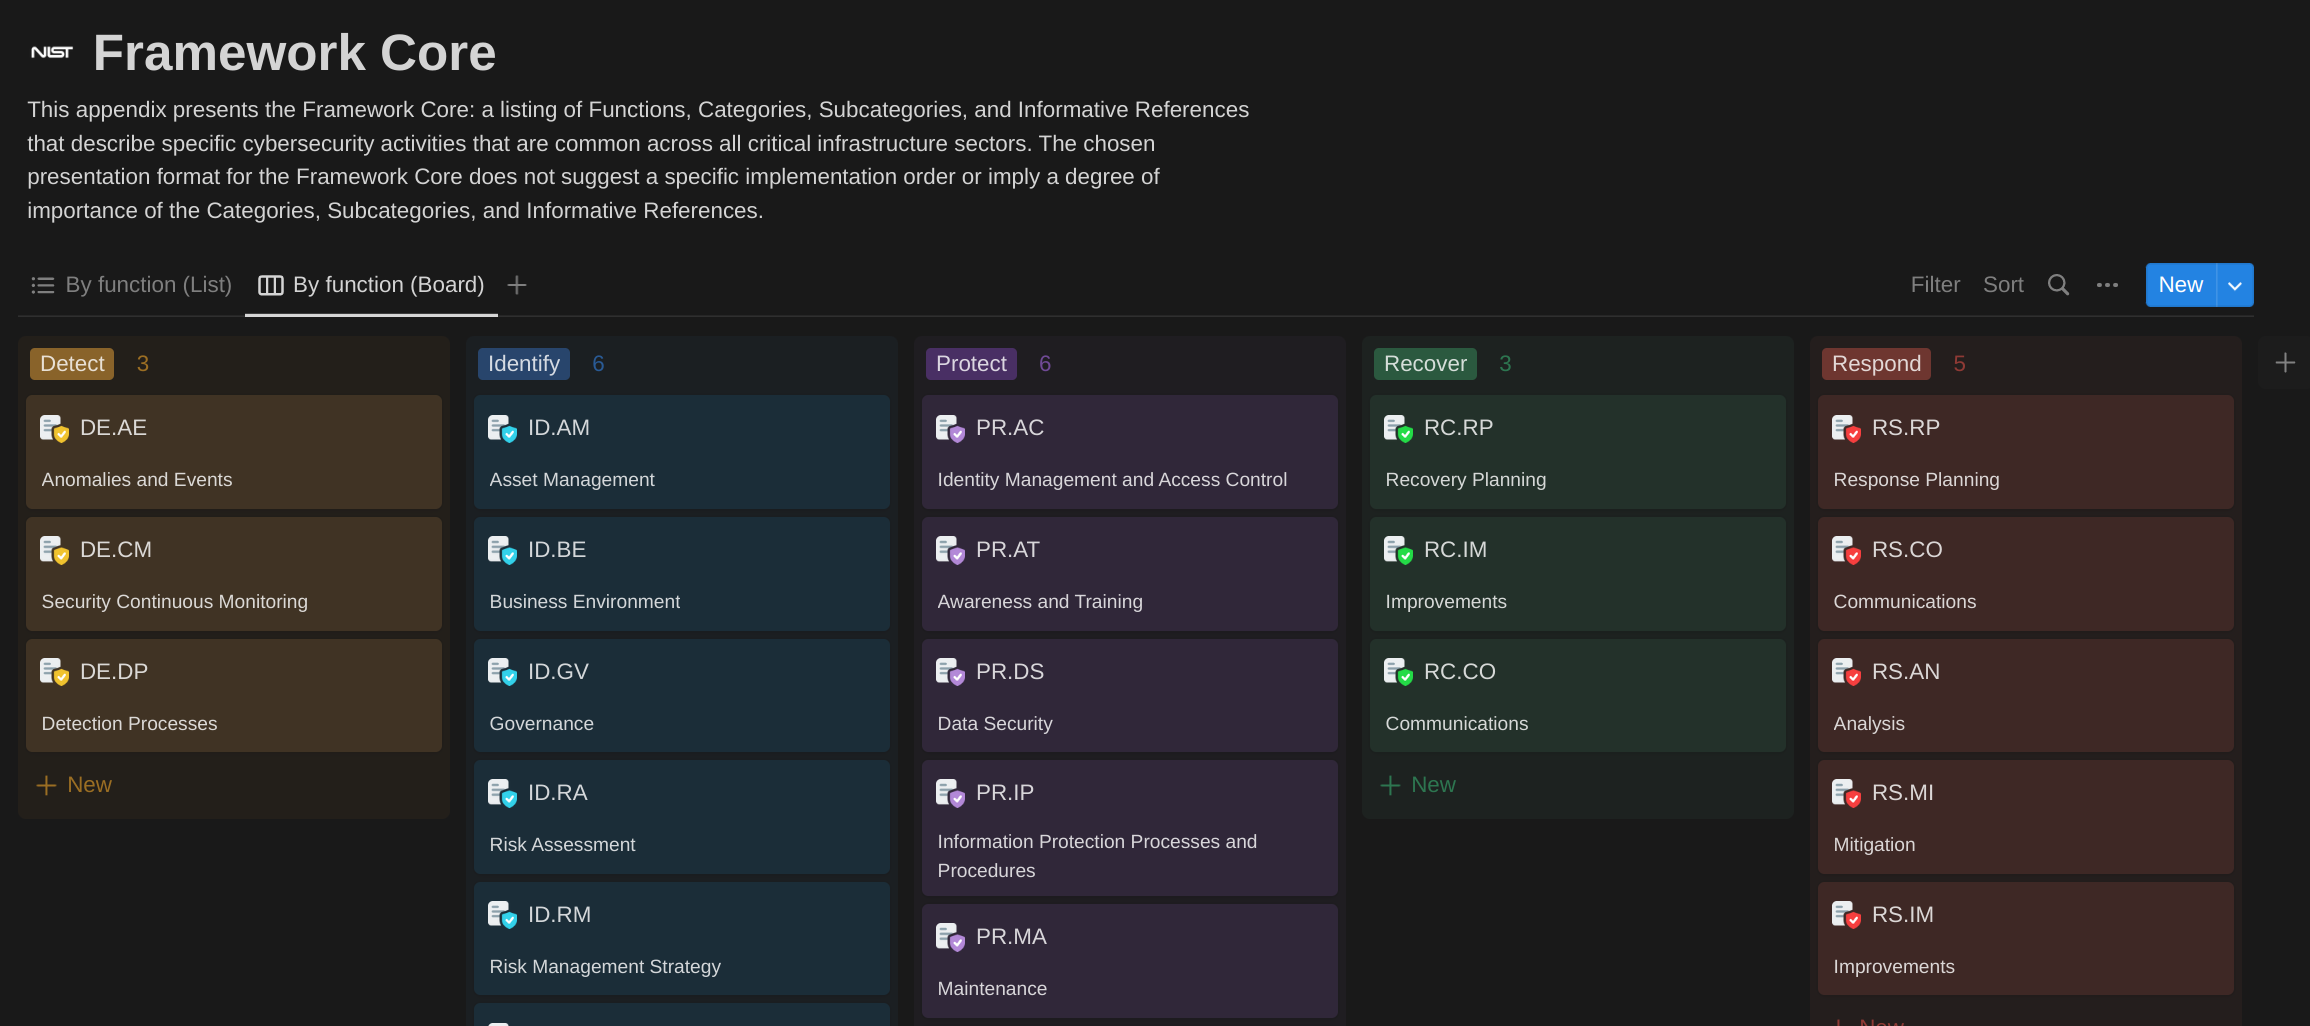 NIST Framework Core
This appendix presents the Framework Core: a listing of Functions, Categories, Subcategories, and Informative References
that describe specific cybersecurity activities that are common across all critical infrastructure sectors. The chosen
presentation format for the Framework Core does not suggest a specific implementation order or imply a degree of
importance of the Categories, Subcategories, and Informative References.
By function (List) By function (Board) Filter Sort New
Detect 3
DE.AE
Anomalies and Events
DE.CM
Security Continuous Monitoring
DE.DP
Detection Processes
New
Identify 6
ID.AM
Asset Management
ID.BE
Business Environment
ID.GV
Governance
ID.RA
Risk Assessment
ID.RM
Risk Management Strategy
Protect 6
PR.AC
Identity Management and Access Control
PR.AT
Awareness and Training
PR.DS
Data Security
PR.IP
Information Protection Processes and
Procedures
PR.MA
Maintenance
Recover 3
RC.RP
Recovery Planning
RC.IM
Improvements
RC.CO
Communications
New
Respond 5
RS.RP
Response Planning
RS.CO
Communications
RS.AN
Analysis
RS.MI
Mitigation
RS.IM
Improvements
New